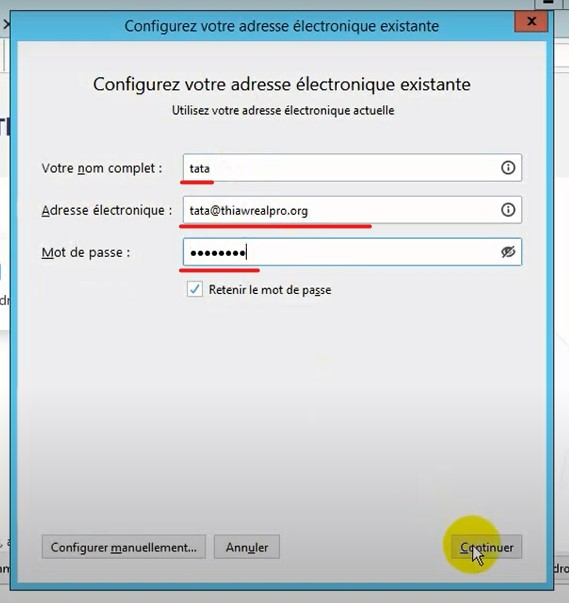 Configurez votre adresse électronique existante
Configurez votre adresse électronique existante
Utilisez votre adresse électronique actuelle
Votre nom complet : tata
Adresse électronique : tata@thiawrealpro.org
Mot de passe : ●●●●●●●●
Retenir le mot de passe
Configurer manuellement... Annuler Continuer